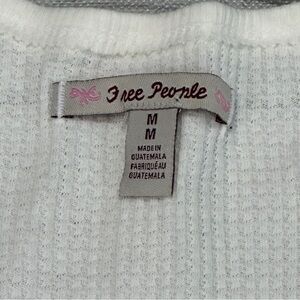 Free People
M
M
MADE IN
GUATEMALA
FABRIQUÉ AU
GUATEMALA